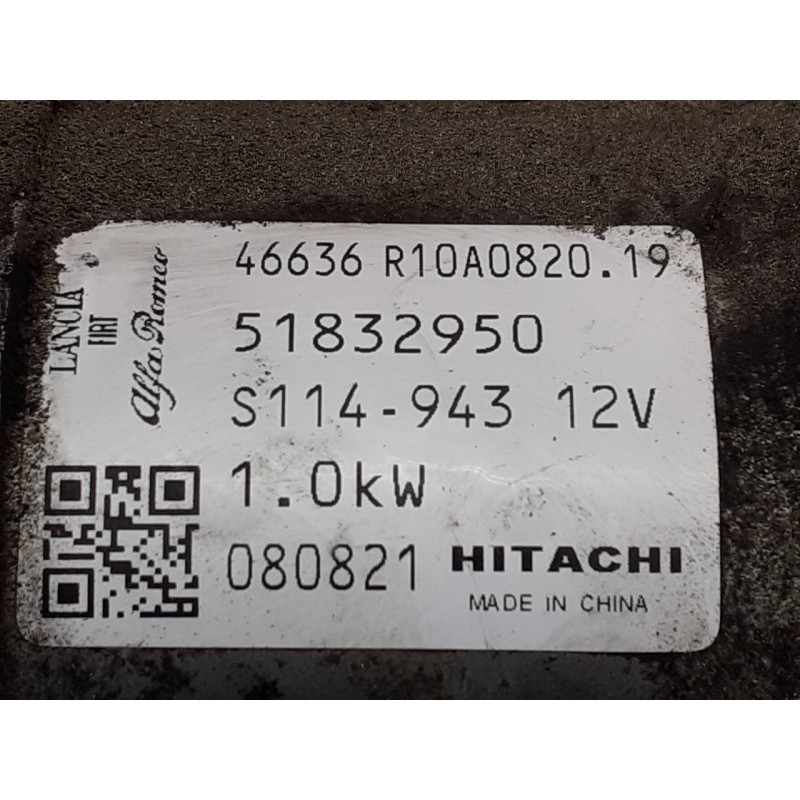 LANCIA
FIAT
Alfa Romeo
46636 R10A0820.19
51832950
S114-943 12V
1.0kW
080821 HITACHI
MADE IN CHINA